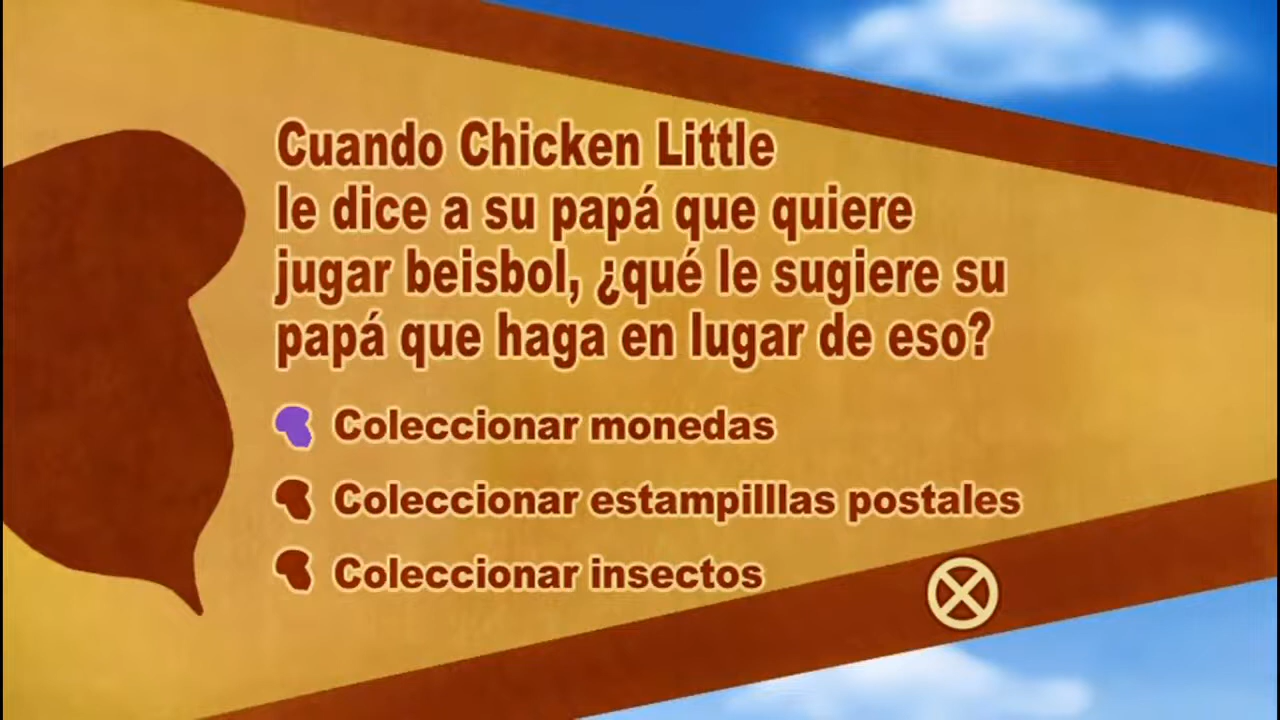 Cuando Chicken Little
le dice a su papá que quiere
jugar beisbol, ¿qué le sugiere su
papá que haga en lugar de eso?
Coleccionar monedas
Coleccionar estampilllas postales
Coleccionar insectos